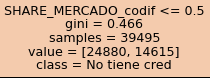 SHARE_MERCADO_codif <= 0.5
gini = 0.466
samples = 39495
value = [24880, 14615]
class = No tiene cred